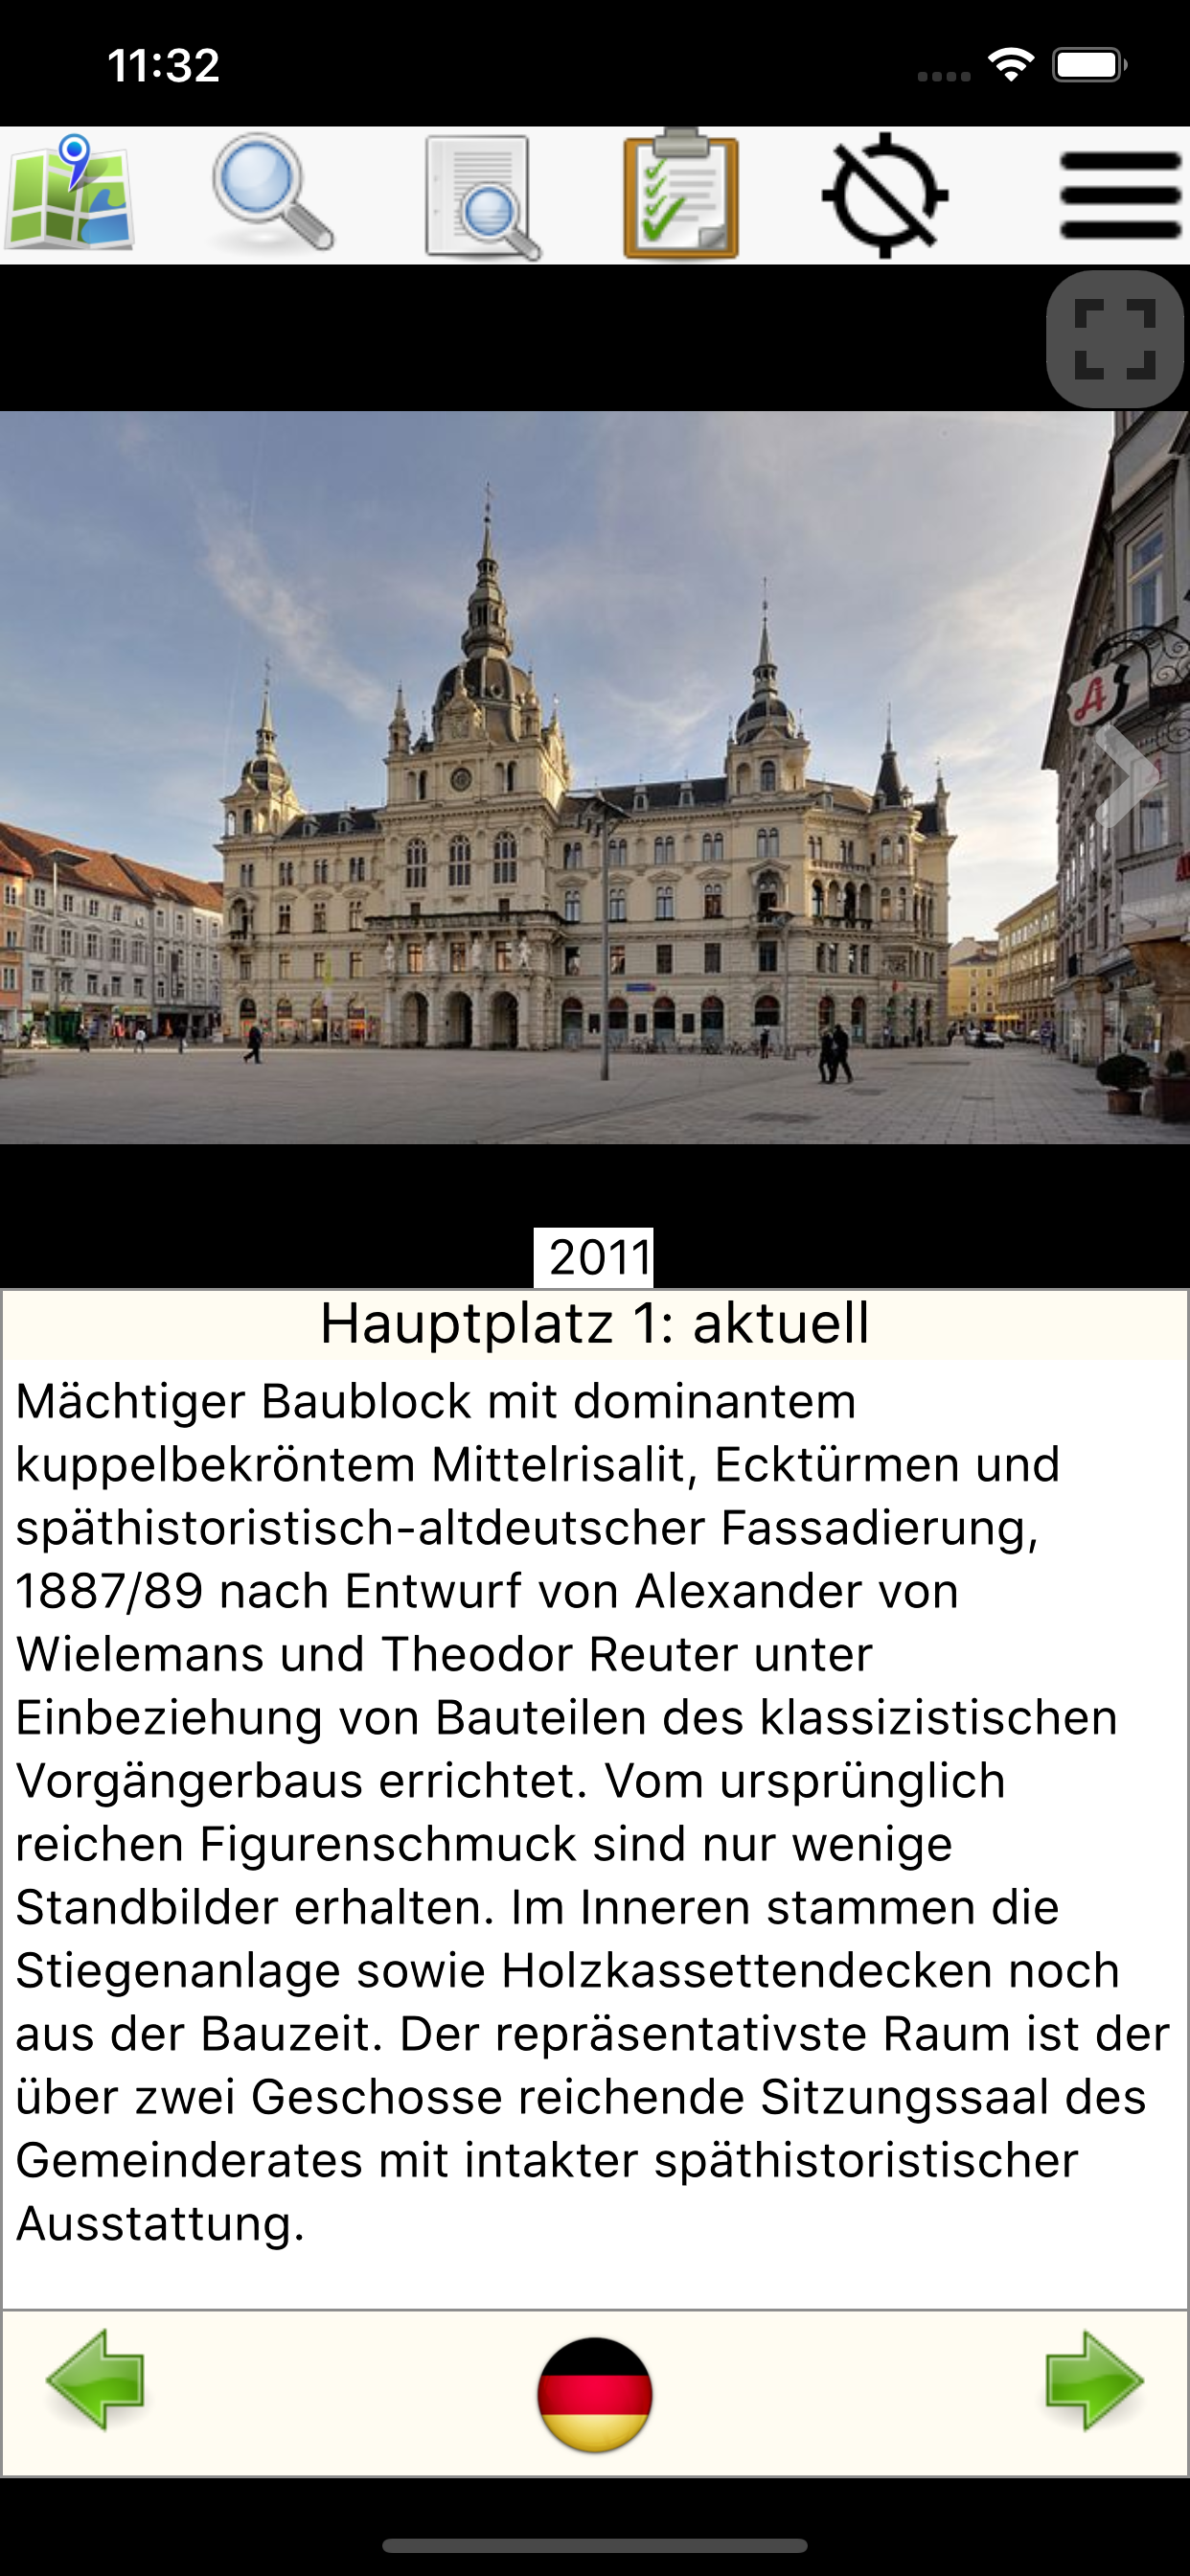 11:32
A
2011
Hauptplatz 1: aktuell
Mächtiger Baublock mit dominantem
kuppelbekröntem Mittelrisalit, Ecktürmen und
späthistoristisch-altdeutscher Fassadierung,
1887/89 nach Entwurf von Alexander von
Wielemans und Theodor Reuter unter
Einbeziehung von Bauteilen des klassizistischen
Vorgängerbaus errichtet. Vom ursprünglich
reichen Figurenschmuck sind nur wenige
Standbilder erhalten. Im Inneren stammen die
Stiegenanlage sowie Holzkassettendecken noch
aus der Bauzeit. Der repräsentativste Raum ist der
über zwei Geschosse reichende Sitzungssaal des
Gemeinderates mit intakter späthistoristischer
Ausstattung.